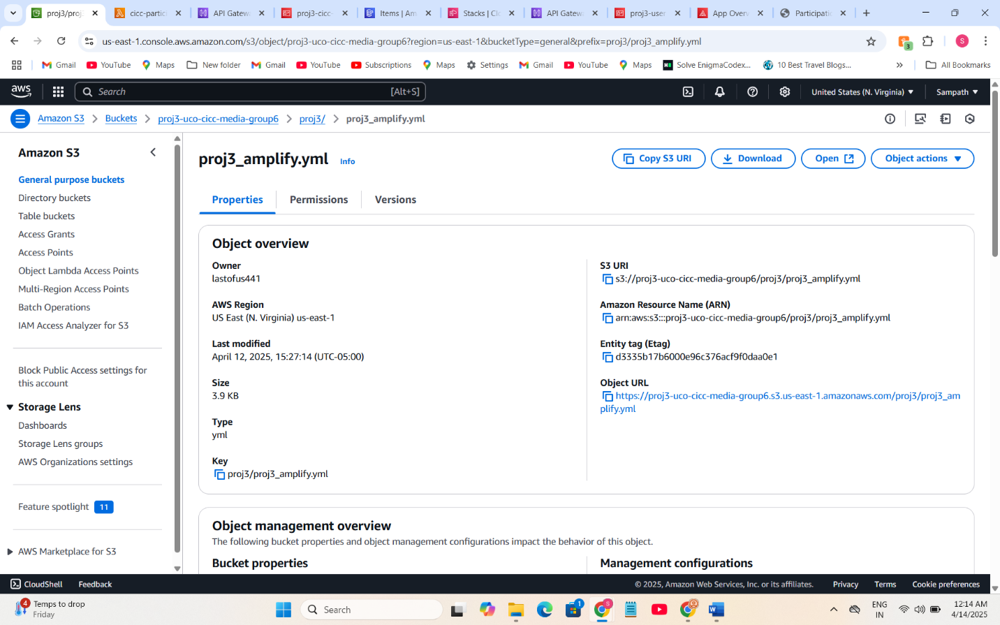 proj3/proj3
cicc-partici
API Gatewa
proj3-cicc-
Items | Am
Stacks | Clo
API Gatewa
proj3-user
App Overv
Participatio
us-east-1.console.aws.amazon.com/s3/object/proj3-uco-cicc-media-group6?region=us-east-1&bucketType=general&prefix=proj3/proj3_amplify.yml
3
S
Gmail
YouTube
Maps
New folder
Gmail
YouTube
Subscriptions
Maps
Settings
Gmail
YouTube
Maps
Solve EnigmaCodex...
10 Best Travel Blogs...
All Bookmarks
aws
Search
[Alt+S]
United States (N. Virginia)
Sampath
Amazon S3
Buckets
proj3-uco-cicc-media-group6
proj3/
proj3_amplify.yml
Amazon S3
General purpose buckets
Directory buckets
Table buckets
Access Grants
Access Points
Object Lambda Access Points
Multi-Region Access Points
Batch Operations
IAM Access Analyzer for S3
Block Public Access settings for
this account
Storage Lens
Dashboards
Storage Lens groups
AWS Organizations settings
Feature spotlight 11
AWS Marketplace for S3
proj3_amplify.yml Info
Copy S3 URI
Download
Open
Object actions
Properties
Permissions
Versions
Object overview
Owner
lastofus441
AWS Region
US East (N. Virginia) us-east-1
Last modified
April 12, 2025, 15:27:14 (UTC-05:00)
Size
3.9 KB
Type
yml
Key
proj3/proj3_amplify.yml
S3 URI
s3://proj3-uco-cicc-media-group6/proj3/proj3_amplify.yml
Amazon Resource Name (ARN)
arn:aws:s3:::proj3-uco-cicc-media-group6/proj3/proj3_amplify.yml
Entity tag (Etag)
d3335b17b6000e96c376acf9f0daa0e1
Object URL
https://proj3-uco-cicc-media-group6.s3.us-east-1.amazonaws.com/proj3/proj3_am
plify.yml
Object management overview
The following bucket properties and object management configurations impact the behavior of this object.
Bucket properties
Management configurations
CloudShell
Feedback
© 2025, Amazon Web Services, Inc. or its affiliates.
Privacy
Terms
Cookie preferences
4
Temps to drop
Friday
Search
1
S
ENG
IN
12:14 AM
4/14/2025